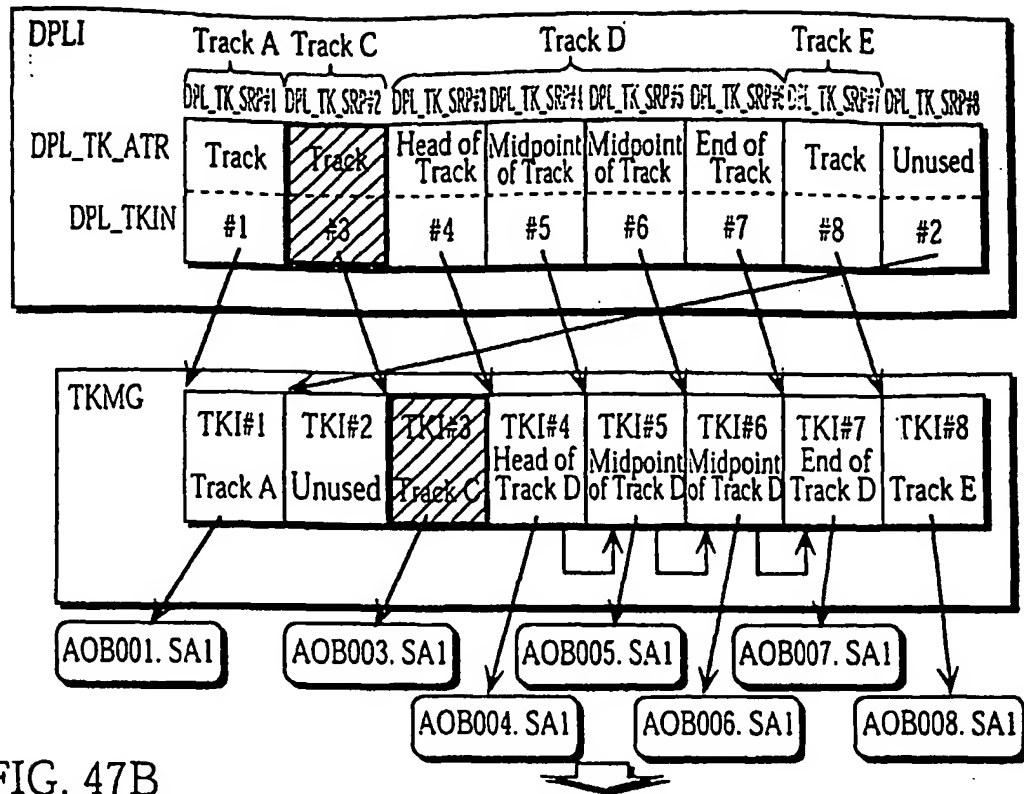 DPLI
Track A Track C Track D Track E
DPL_TK_SRP#1 DPL_TK_SRP#2 DPL_TK_SRP#3 DPL_TK_SRP#4 DPL_TK_SRP#5 DPL_TK_SRP#6 DPL_TK_SRP#7 DPL_TK_SRP#8
DPL_TK_ATR Track Track Head of Track Midpoint of Track Midpoint of Track End of Track Track Unused
DPL_TKIN #1 #3 #4 #5 #6 #7 #8 #2
TKMG
TKI#1 TKI#2 TKI#3 TKI#4 TKI#5 TKI#6 TKI#7 TKI#8
Track A Unused Track C Head of Track D Midpoint of Track D Midpoint of Track D End of Track D Track E
AOB001. SA1 AOB003. SA1 AOB005. SA1 AOB007. SA1
AOB004. SA1 AOB006. SA1 AOB008. SA1
FIG. 47B